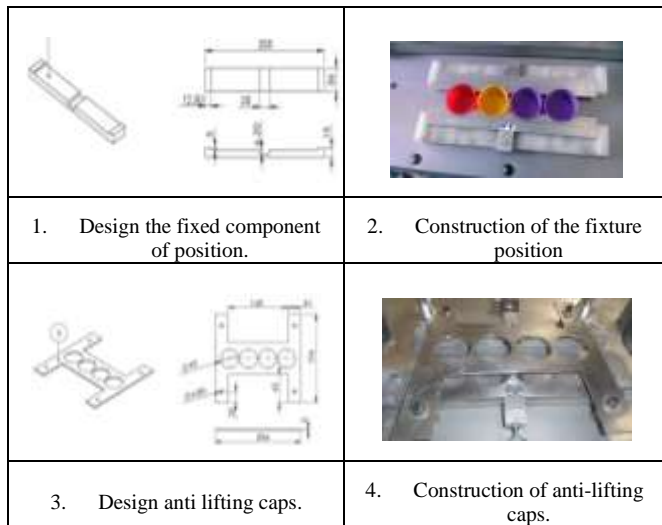 1. Design the fixed component
of position.
2. Construction of the fixture
position
3. Design anti lifting caps.
4. Construction of anti-lifting
caps.